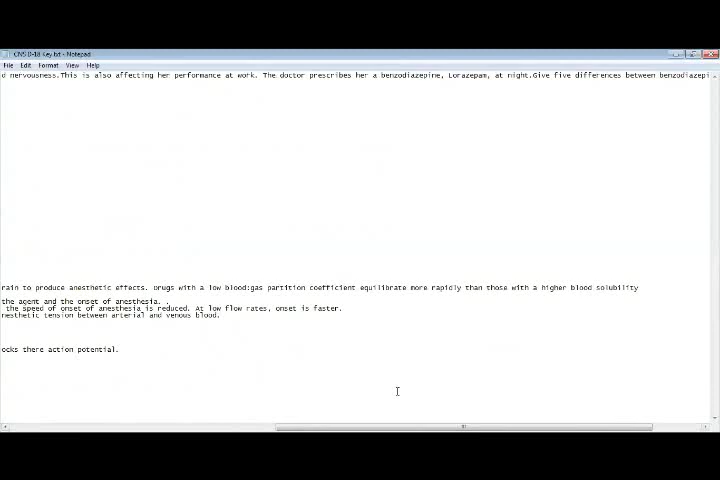 CNS D-18 Key.txt - Notepad
File Edit Format View Help
d nervousness.This is also affecting her performance at work. The doctor prescribes her a benzodiazepine, Lorazepam, at night.Give five differences between benzodiazepi
rain to produce anesthetic effects. Drugs with a low blood:gas partition coefficient equilibrate more rapidly than those with a higher blood solubility
the agent and the onset of anesthesia. .
the speed of onset of anesthesia is reduced. At low flow rates, onset is faster.
nesthetic tension between arterial and venous blood.
ocks there action potential.